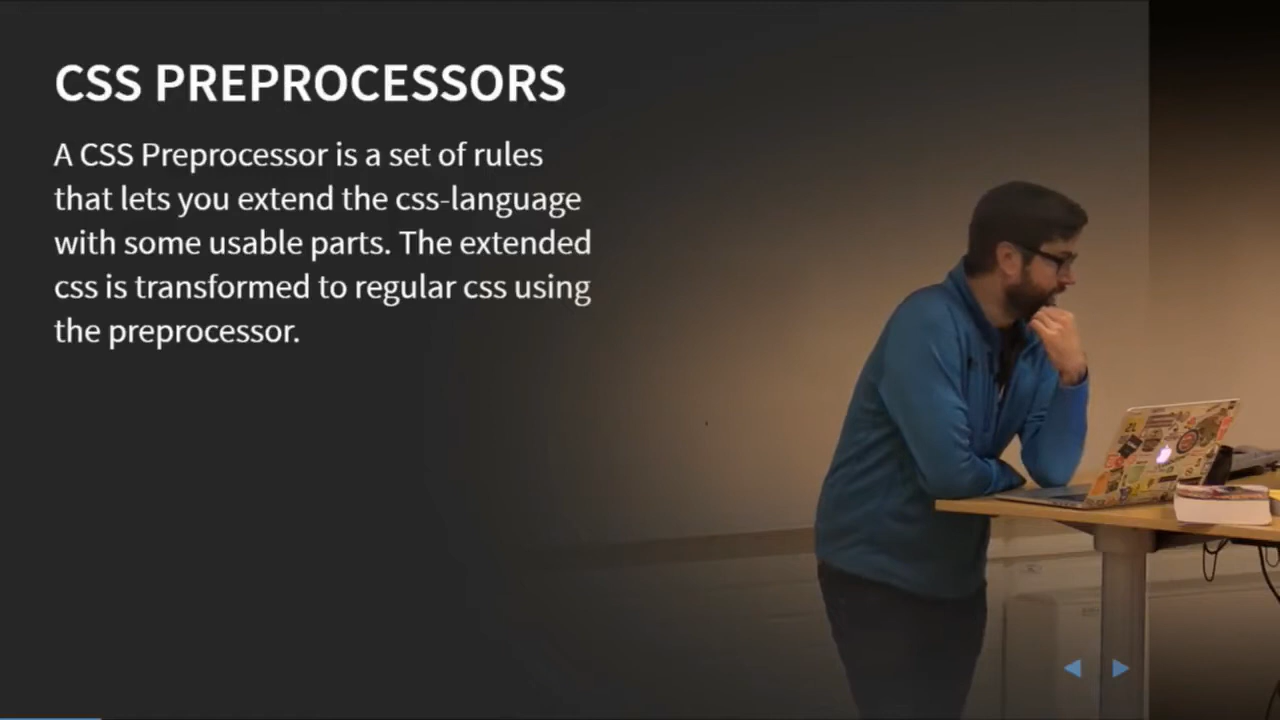 CSS PREPROCESSORS
A CSS Preprocessor is a set of rules
that lets you extend the css-language
with some usable parts. The extended
css is transformed to regular css using
the preprocessor.